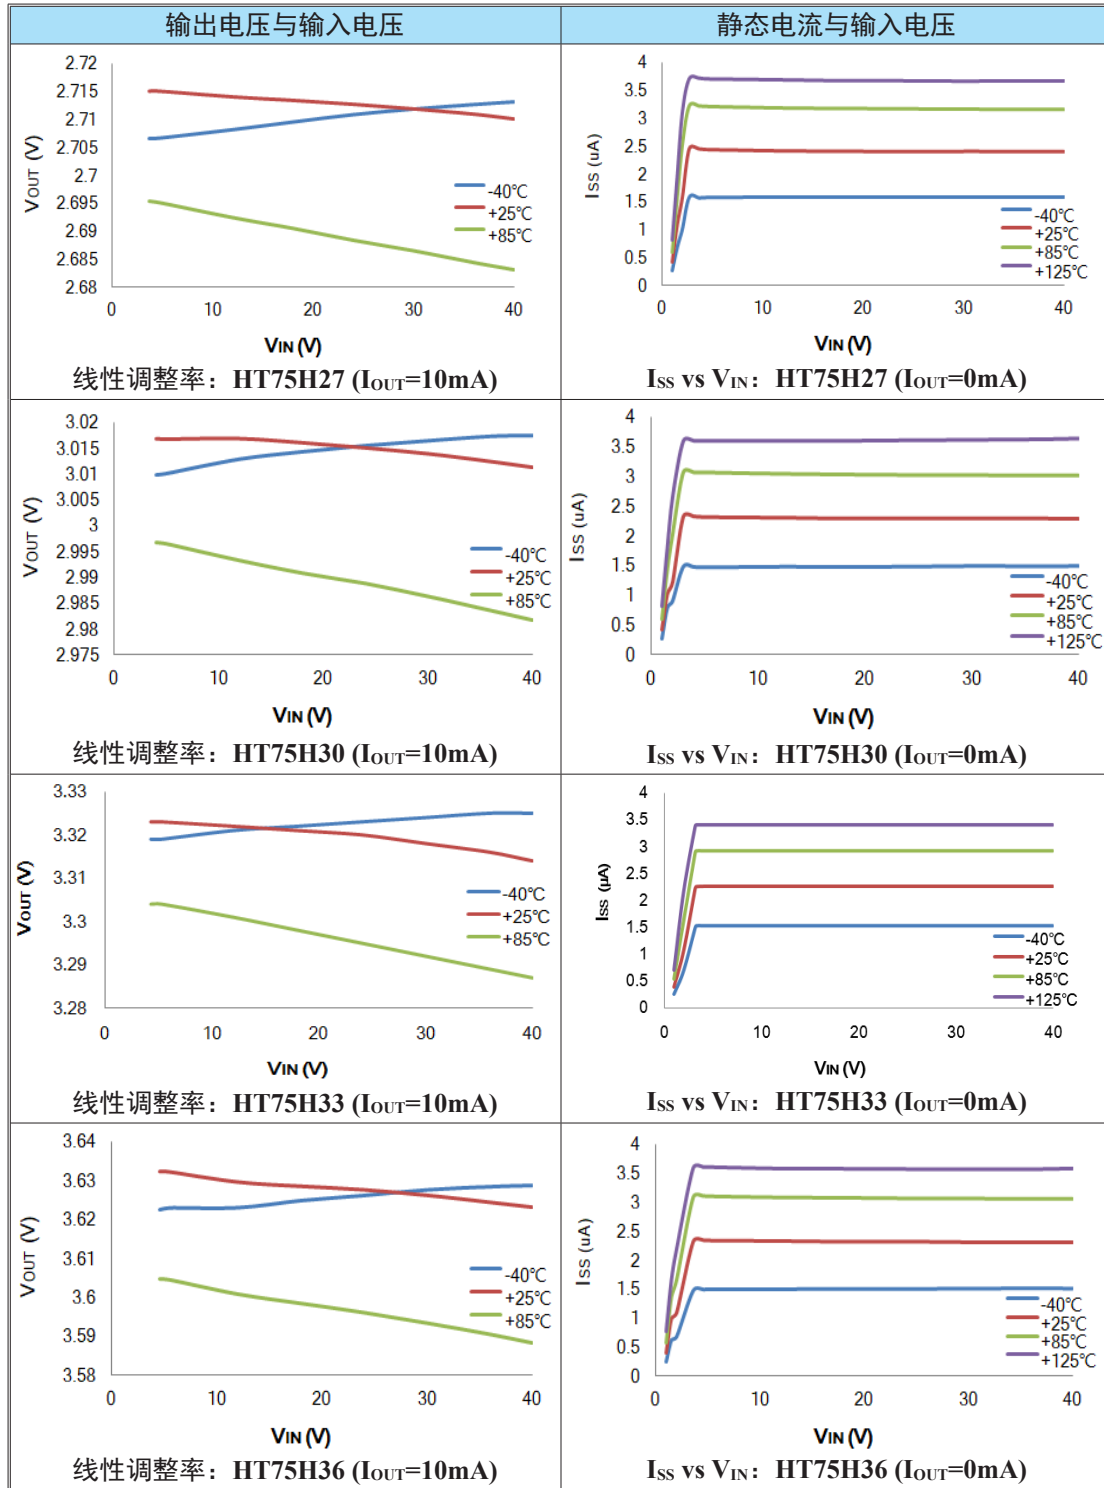 输出电压与输入电压
静态电流与输入电压
2.72
2.715
2.71
2.705
2.7
2.695
2.69
2.685
2.68
VOUT (V)
-40℃
+25℃
+85℃
0 10 20 30 40
VIN (V)
线性调整率：HT75H27 (IOUT=10mA)
4
3.5
3
2.5
2
1.5
1
0.5
0
ISS (uA)
-40℃
+25℃
+85℃
+125℃
0 10 20 30 40
VIN (V)
ISS vs VIN：HT75H27 (IOUT=0mA)
3.02
3.015
3.01
3.005
3
2.995
2.99
2.985
2.98
2.975
VOUT (V)
-40℃
+25℃
+85℃
0 10 20 30 40
VIN (V)
线性调整率：HT75H30 (IOUT=10mA)
4
3.5
3
2.5
2
1.5
1
0.5
0
ISS (uA)
-40℃
+25℃
+85℃
+125℃
0 10 20 30 40
VIN (V)
ISS vs VIN：HT75H30 (IOUT=0mA)
3.33
3.32
3.31
3.3
3.29
3.28
VOUT (V)
-40℃
+25℃
+85℃
0 10 20 30 40
VIN (V)
线性调整率：HT75H33 (IOUT=10mA)
4
3.5
3
2.5
2
1.5
1
0.5
0
ISS (µA)
-40℃
+25℃
+85℃
+125℃
0 10 20 30 40
VIN (V)
ISS vs VIN：HT75H33 (IOUT=0mA)
3.64
3.63
3.62
3.61
3.6
3.59
3.58
VOUT (V)
-40℃
+25℃
+85℃
0 10 20 30 40
VIN (V)
线性调整率：HT75H36 (IOUT=10mA)
4
3.5
3
2.5
2
1.5
1
0.5
0
ISS (uA)
-40℃
+25℃
+85℃
+125℃
0 10 20 30 40
VIN (V)
ISS vs VIN：HT75H36 (IOUT=0mA)